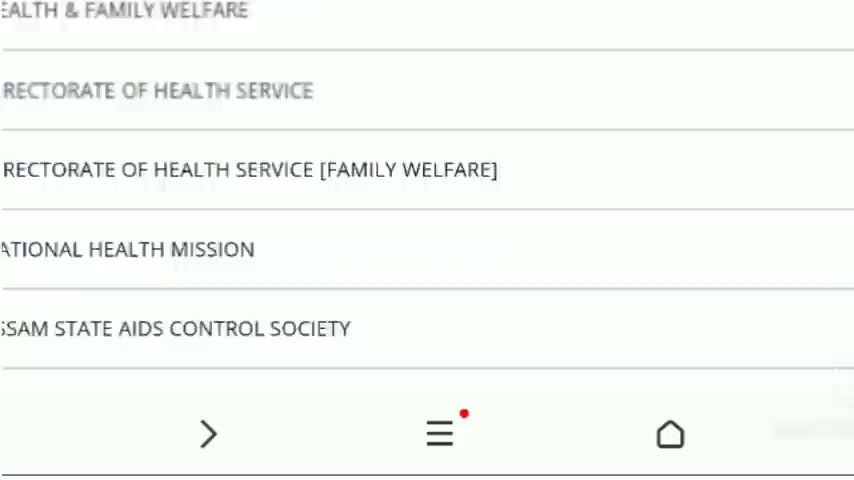 EALTH & FAMILY WELFARE
RECTORATE OF HEALTH SERVICE
RECTORATE OF HEALTH SERVICE [FAMILY WELFARE]
ATIONAL HEALTH MISSION
SSAM STATE AIDS CONTROL SOCIETY